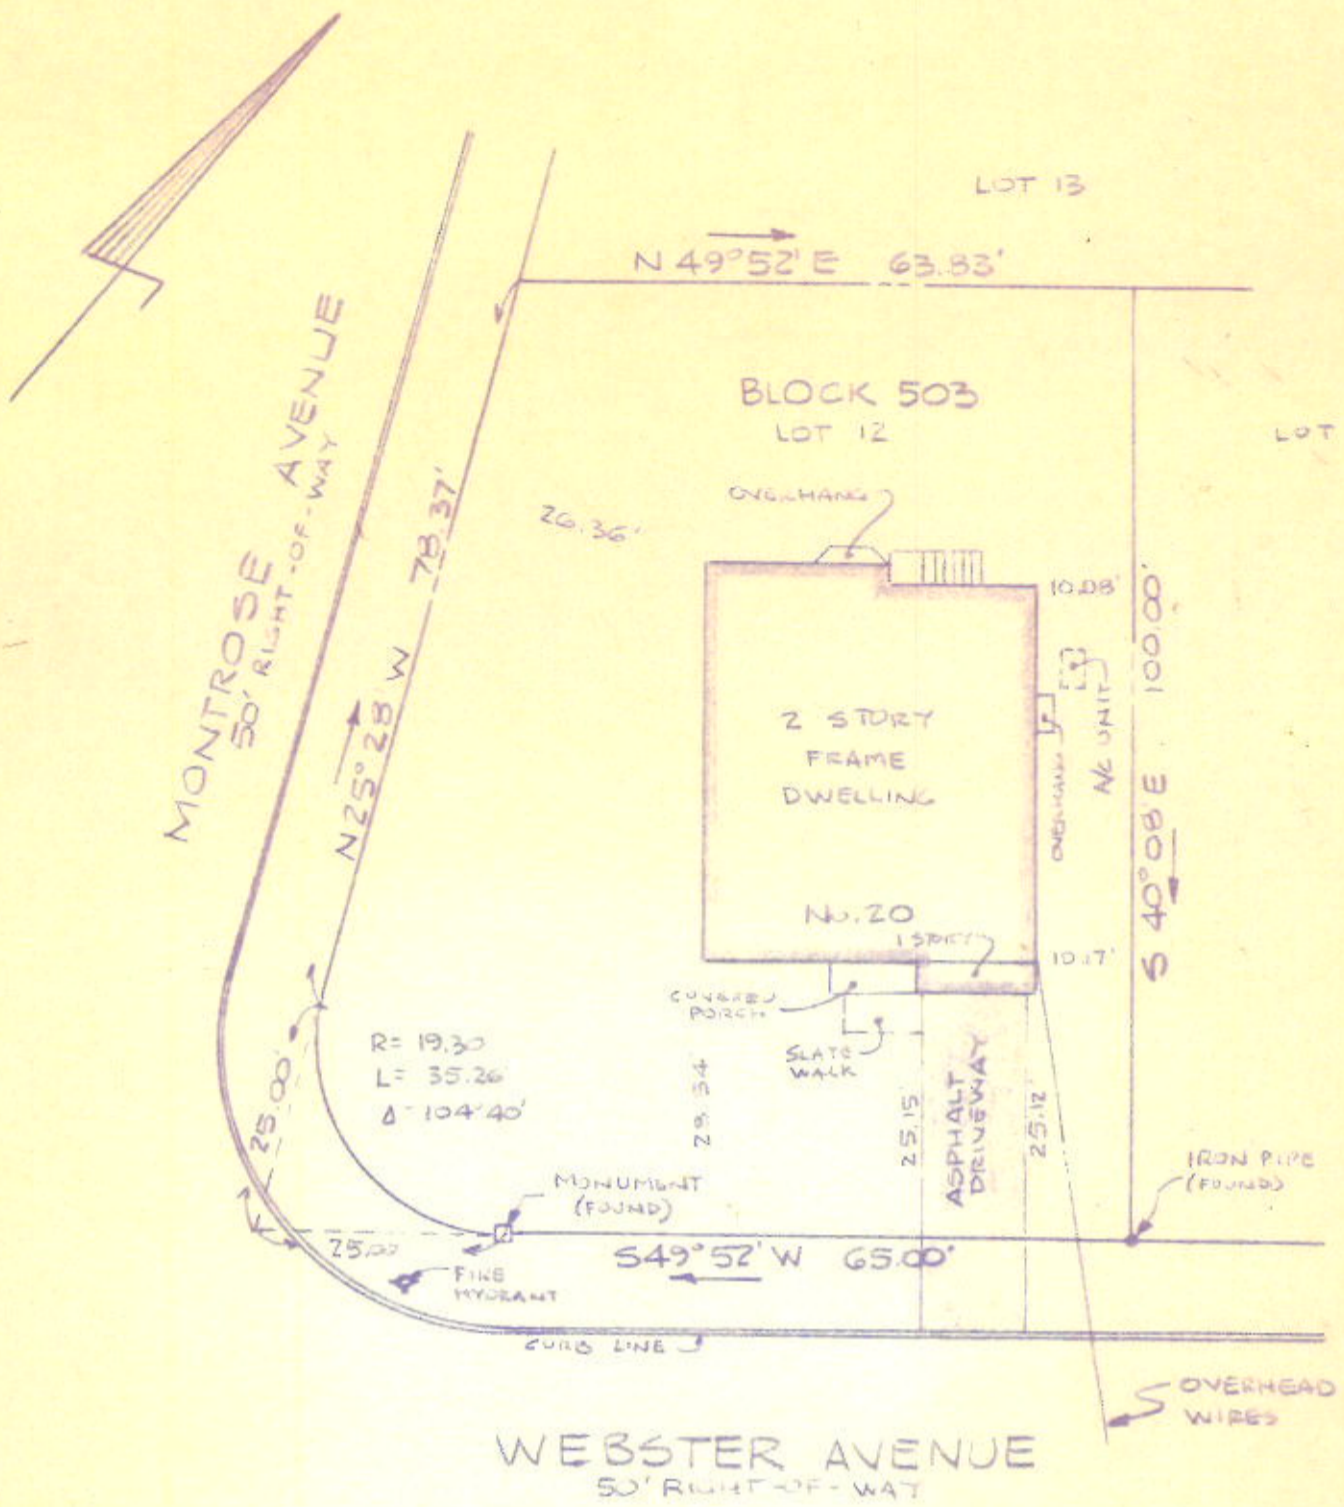 LOT 13
N 49°52' E 63.83'
BLOCK 503
LOT 12
LOT
OVERHANG
26.36'
MONTROSE AVENUE
50' RIGHT-OF-WAY
N 25° 28' W 78.37'
10.08'
S 40° 08' E 100.00'
2 STORY
FRAME
DWELLING
A/C UNIT
OVERHANG
No. 20
1 STORY
10.17'
COVERED
PORCH
SLATE
WALK
R= 19.30
L= 35.26
Δ= 104°40'
25.00'
25.15
ASPHALT
DRIVEWAY
25.12'
MONUMENT
(FOUND)
IRON PIPE
(FOUND)
25.00
S 49° 52' W 65.00'
FIRE
HYDRANT
CURB LINE
OVERHEAD
WIRES
WEBSTER AVENUE
50' RIGHT-OF-WAY